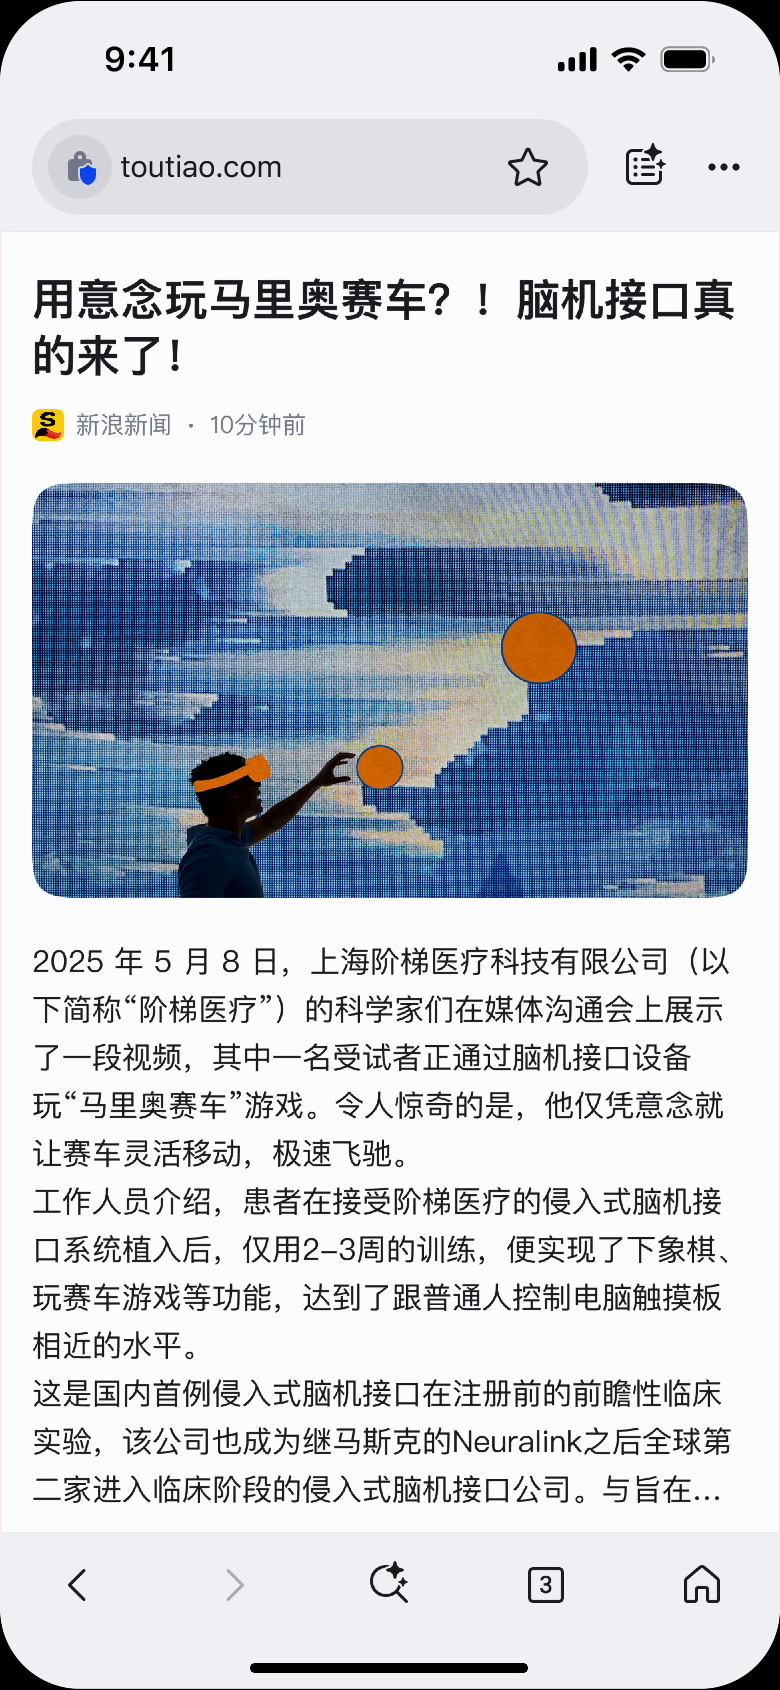 9:41
toutiao.com
用意念玩马里奥赛车？！脑机接口真
的来了！
S
新浪新闻 · 10分钟前
2025 年 5 月 8 日，上海阶梯医疗科技有限公司（以
下简称“阶梯医疗”）的科学家们在媒体沟通会上展示
了一段视频，其中一名受试者正通过脑机接口设备
玩“马里奥赛车”游戏。令人惊奇的是，他仅凭意念就
让赛车灵活移动，极速飞驰。
工作人员介绍，患者在接受阶梯医疗的侵入式脑机接
口系统植入后，仅用2–3周的训练，便实现了下象棋、
玩赛车游戏等功能，达到了跟普通人控制电脑触摸板
相近的水平。
这是国内首例侵入式脑机接口在注册前的前瞻性临床
实验，该公司也成为继马斯克的Neuralink之后全球第
二家进入临床阶段的侵入式脑机接口公司。与旨在...
3